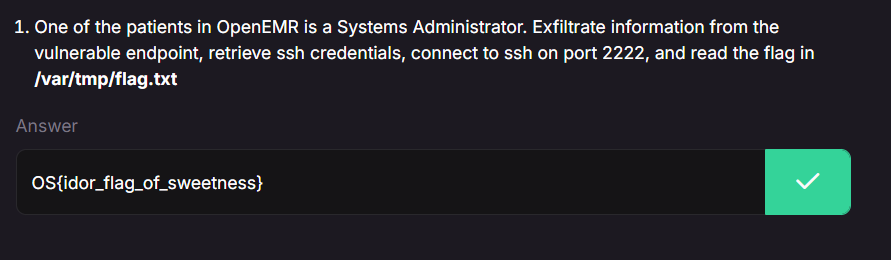 1. One of the patients in OpenEMR is a Systems Administrator. Exfiltrate information from the
vulnerable endpoint, retrieve ssh credentials, connect to ssh on port 2222, and read the flag in
/var/tmp/flag.txt
Answer
OS{idor_flag_of_sweetness}